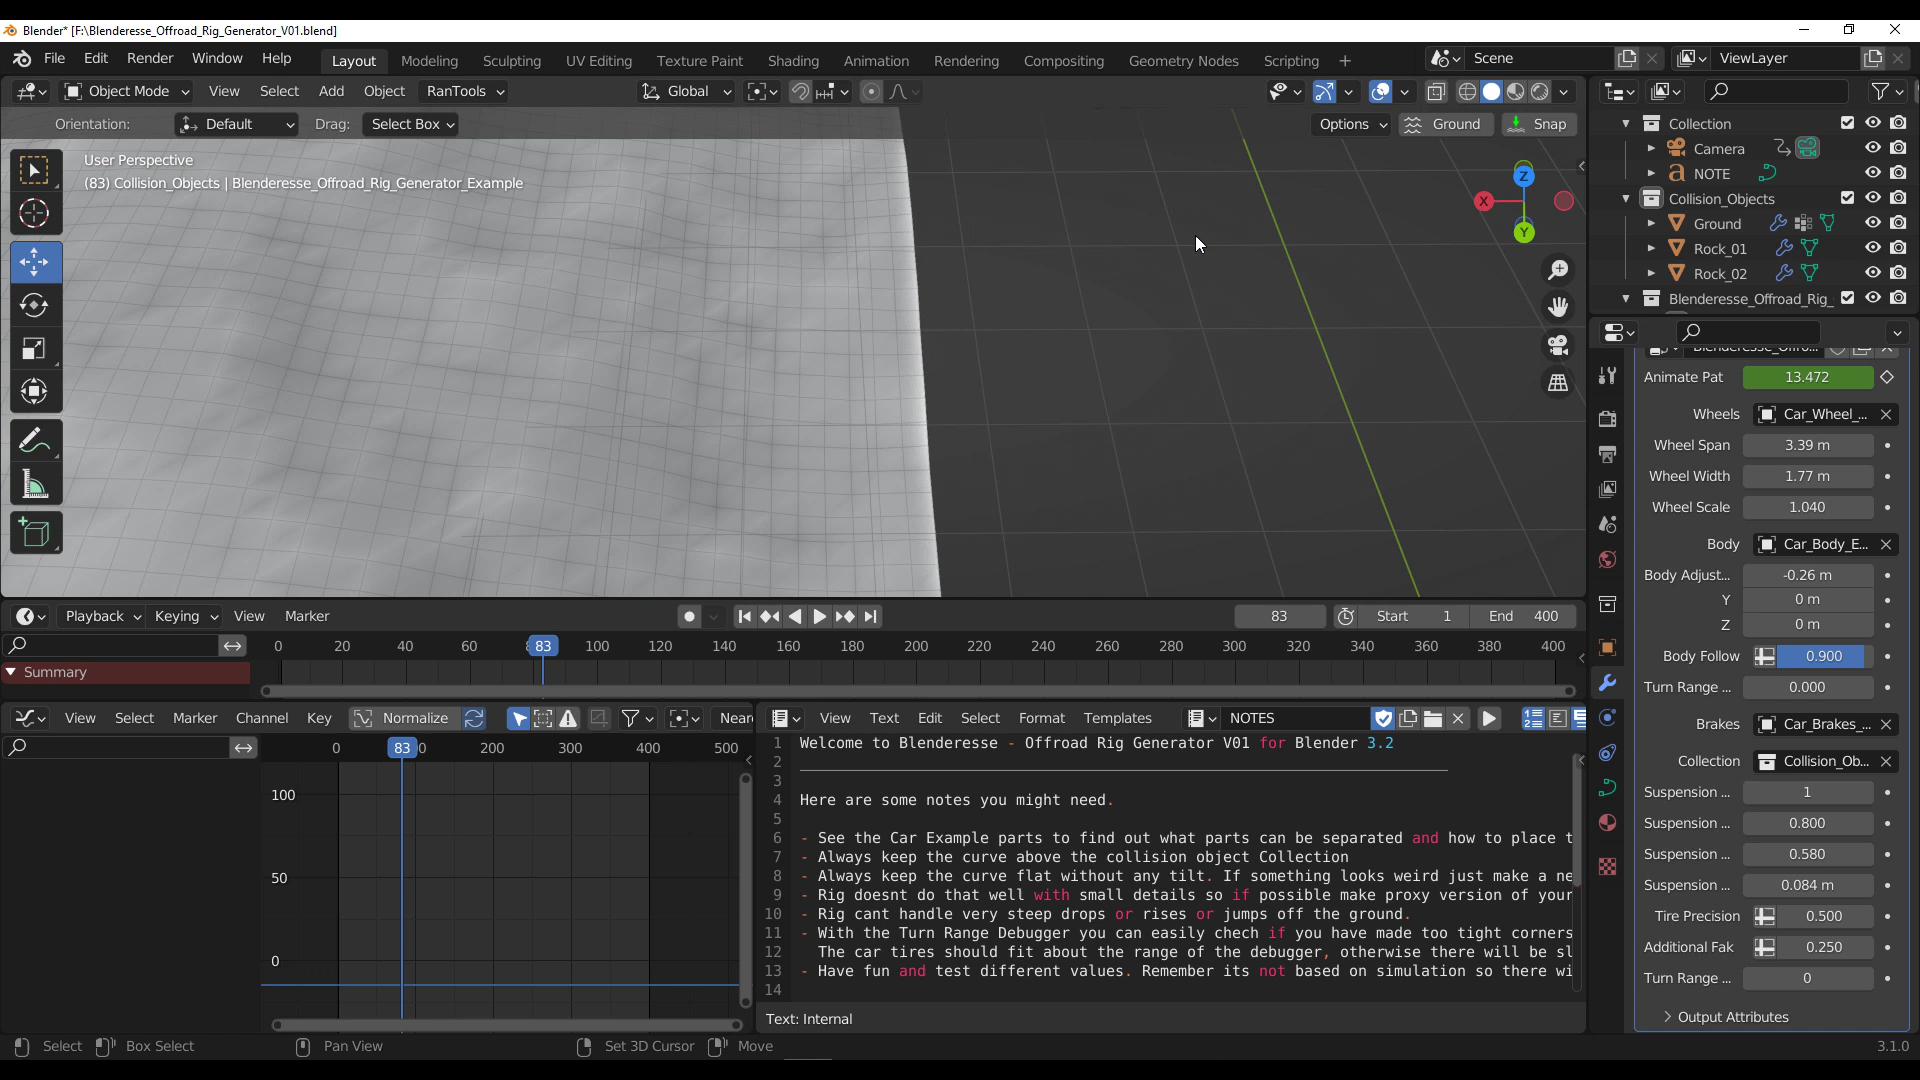 Blender* [F:\Blenderesse_Offroad_Rig_Generator_V01.blend]
File Edit Render Window Help Layout Modeling Sculpting UV Editing Texture Paint Shading Animation Rendering Compositing Geometry Nodes Scripting + Scene ViewLayer
Object Mode View Select Add Object RanTools Global
Orientation: Default Drag: Select Box Options Ground Snap
User Perspective
(83) Collision_Objects | Blenderesse_Offroad_Rig_Generator_Example
Z
X
Y
Collection
Camera
NOTE
Collision_Objects
Ground
Rock_01
Rock_02
Blenderesse_Offroad_Rig_
Animate Pat 13.472
Wheels Car_Wheel_...
Wheel Span 3.39 m
Wheel Width 1.77 m
Wheel Scale 1.040
Body Car_Body_E...
Body Adjust... -0.26 m
Y 0 m
Z 0 m
Body Follow 0.900
Turn Range ... 0.000
Brakes Car_Brakes_...
Collection Collision_Ob...
Suspension ... 1
Suspension ... 0.800
Suspension ... 0.580
Suspension ... 0.084 m
Tire Precision 0.500
Additional Fak 0.250
Turn Range ... 0
Output Attributes
Playback Keying View Marker 83 Start 1 End 400
0 20 40 60 83 100 120 140 160 180 200 220 240 260 280 300 320 340 360 380 400
Summary
View Select Marker Channel Key Normalize Near
0 83 200 300 400 500
100
50
0
View Text Edit Select Format Templates NOTES
1 Welcome to Blenderesse - Offroad Rig Generator V01 for Blender 3.2
2
3
4 Here are some notes you might need.
5
6 - See the Car Example parts to find out what parts can be separated and how to place t
7 - Always keep the curve above the collision object Collection
8 - Always keep the curve flat without any tilt. If something looks weird just make a ne
9 - Rig doesnt do that well with small details so if possible make proxy version of your
10 - Rig cant handle very steep drops or rises or jumps off the ground.
11 - With the Turn Range Debugger you can easily chech if you have made too tight corners
12 The car tires should fit about the range of the debugger, otherwise there will be sl
13 - Have fun and test different values. Remember its not based on simulation so there wi
14
Text: Internal
Select Box Select Pan View Set 3D Cursor Move 3.1.0